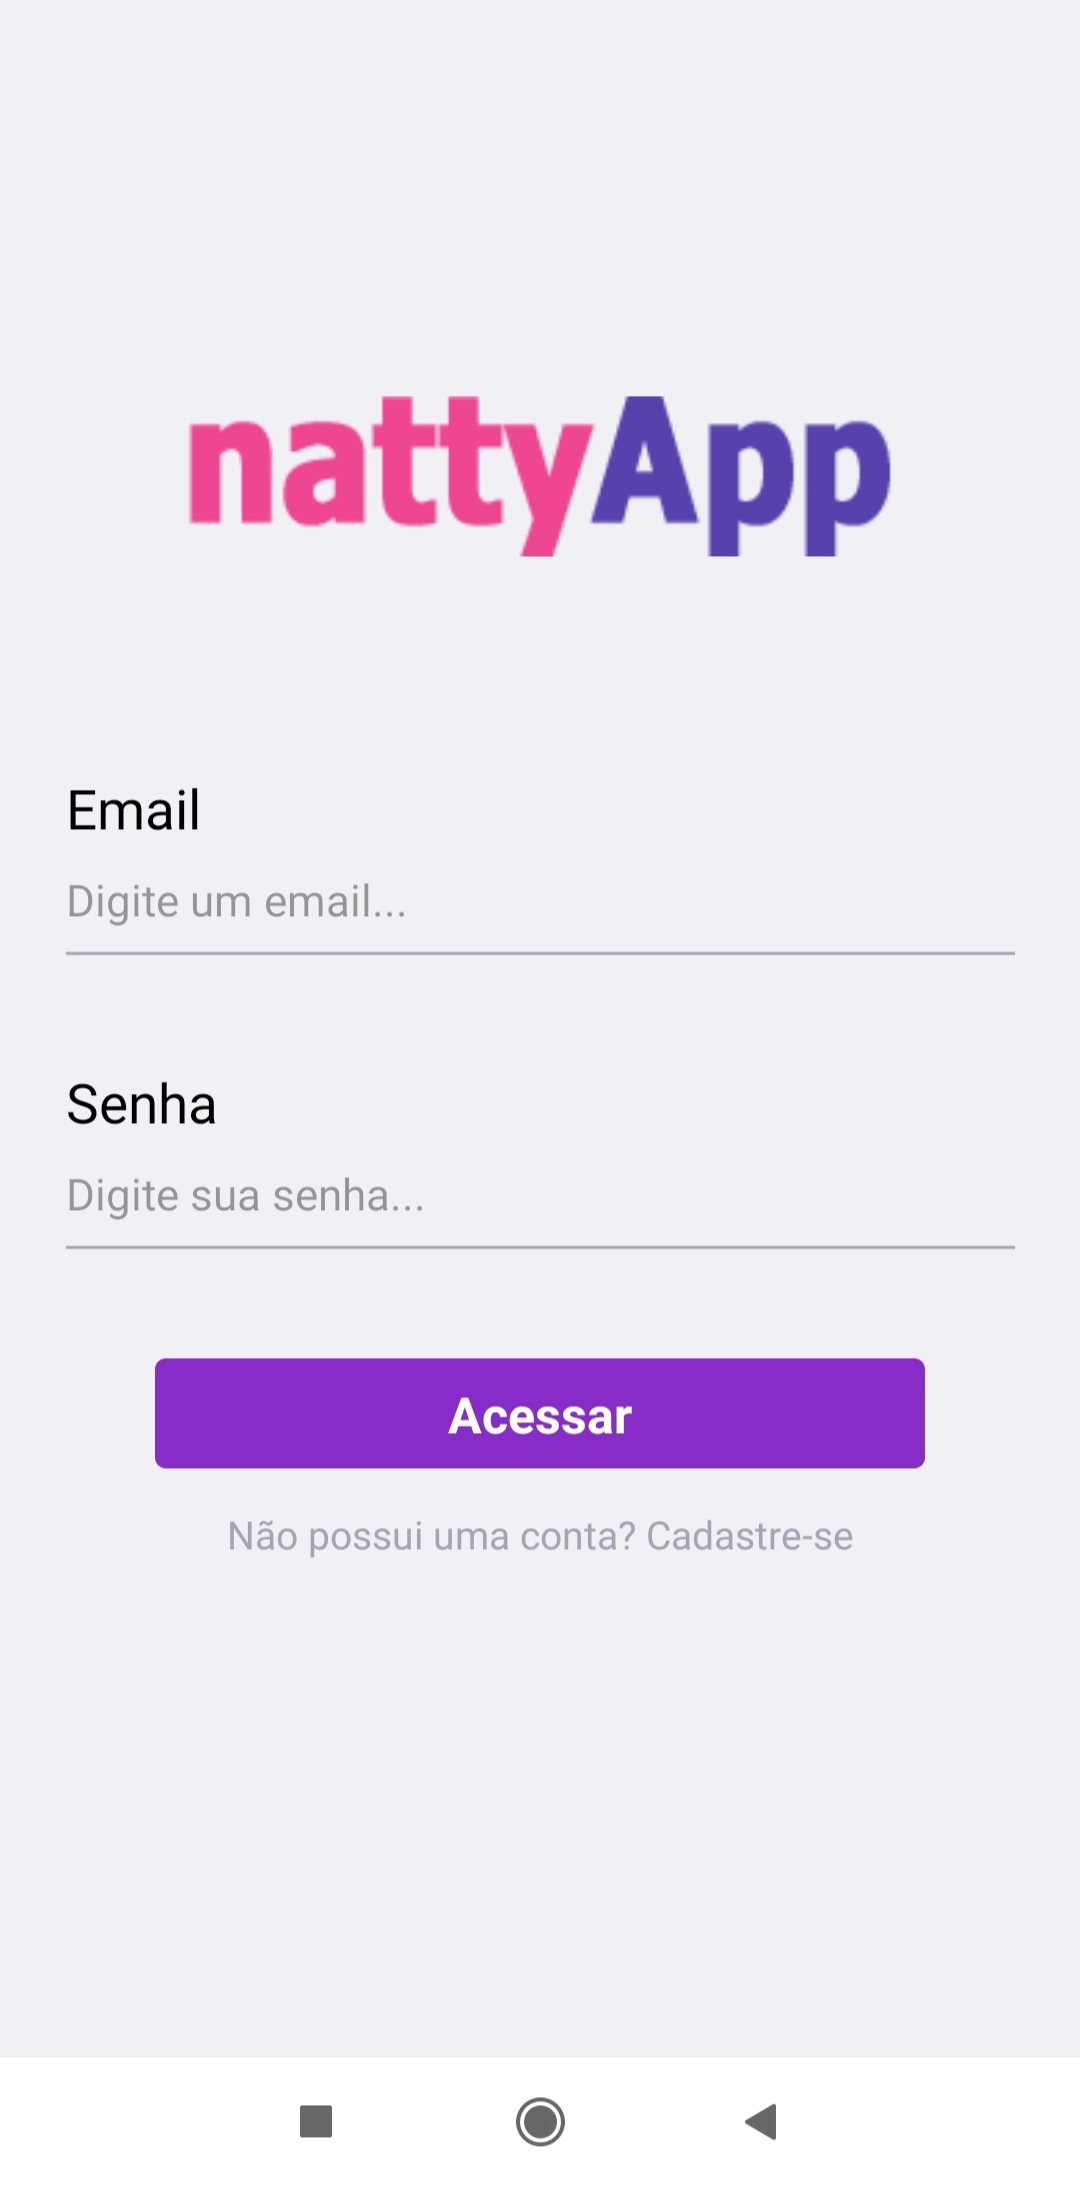 nattyApp
Email
Digite um email...
Senha
Digite sua senha...
Acessar
Não possui uma conta? Cadastre-se